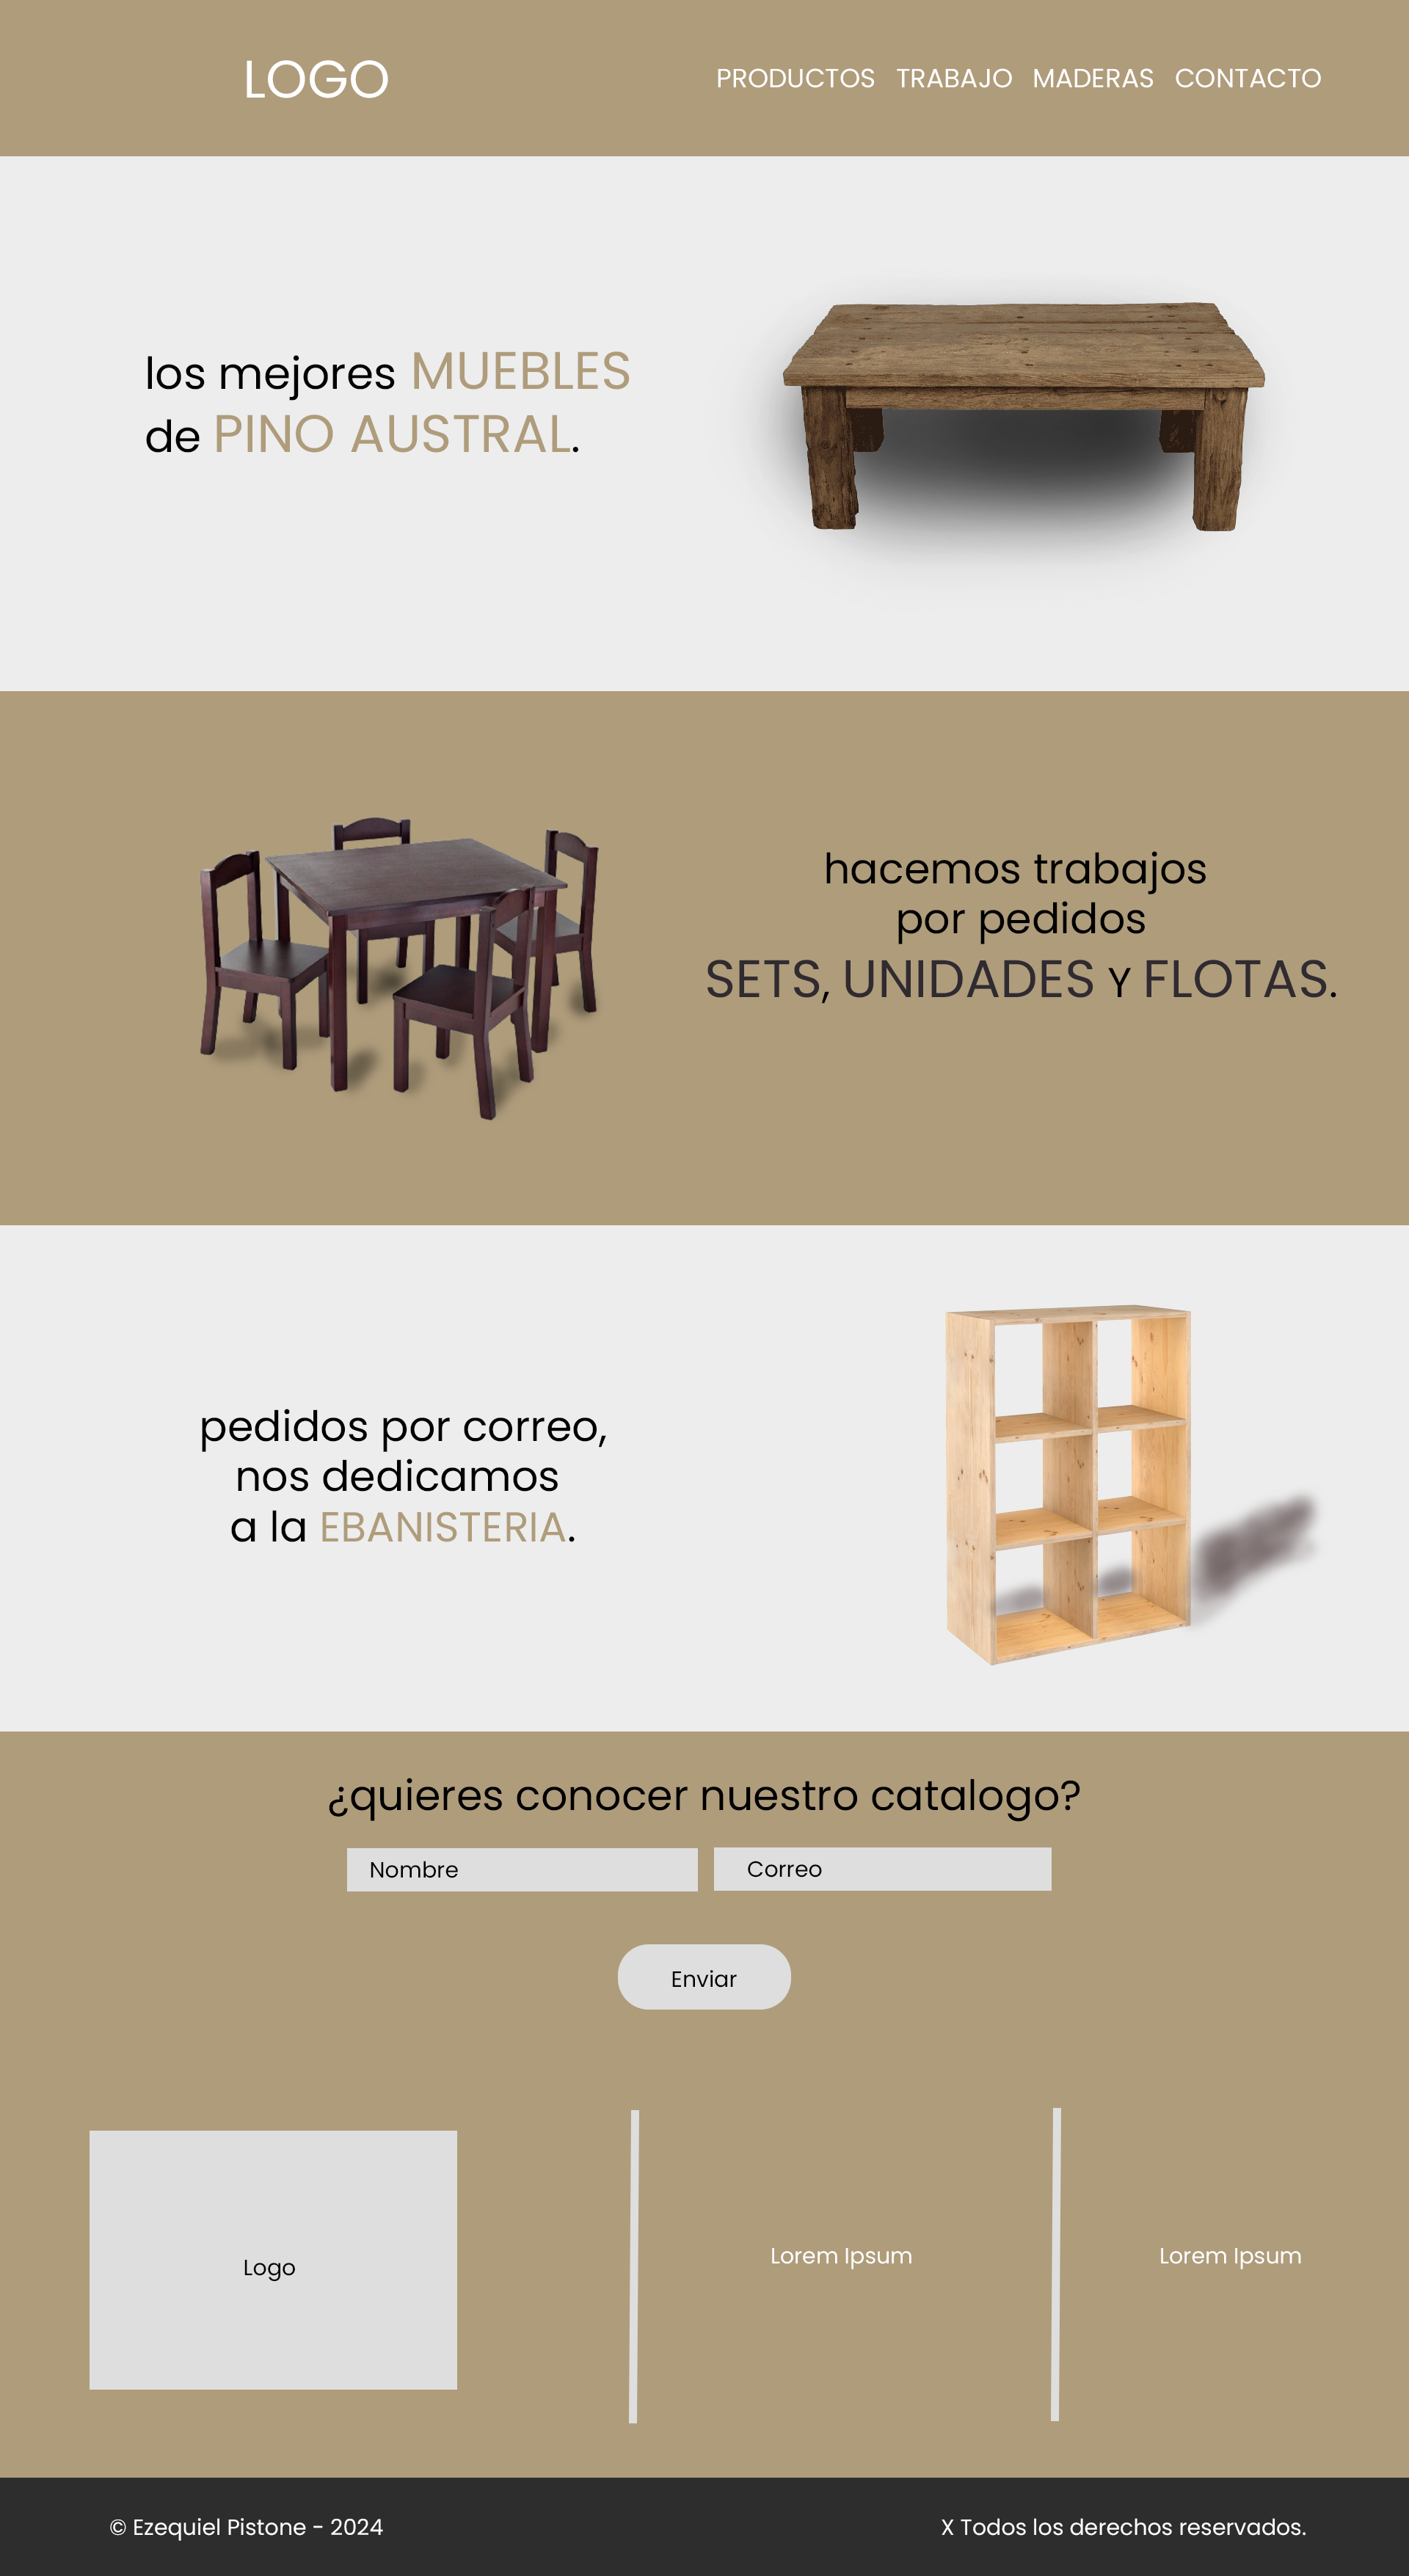 LOGO
PRODUCTOS TRABAJO MADERAS CONTACTO
los mejores MUEBLES
de PINO AUSTRAL.
hacemos trabajos
por pedidos
SETS, UNIDADES Y FLOTAS.
pedidos por correo,
nos dedicamos
a la EBANISTERIA.
¿quieres conocer nuestro catalogo?
Nombre
Correo
Enviar
Logo
Lorem Ipsum
Lorem Ipsum
© Ezequiel Pistone - 2024
X Todos los derechos reservados.